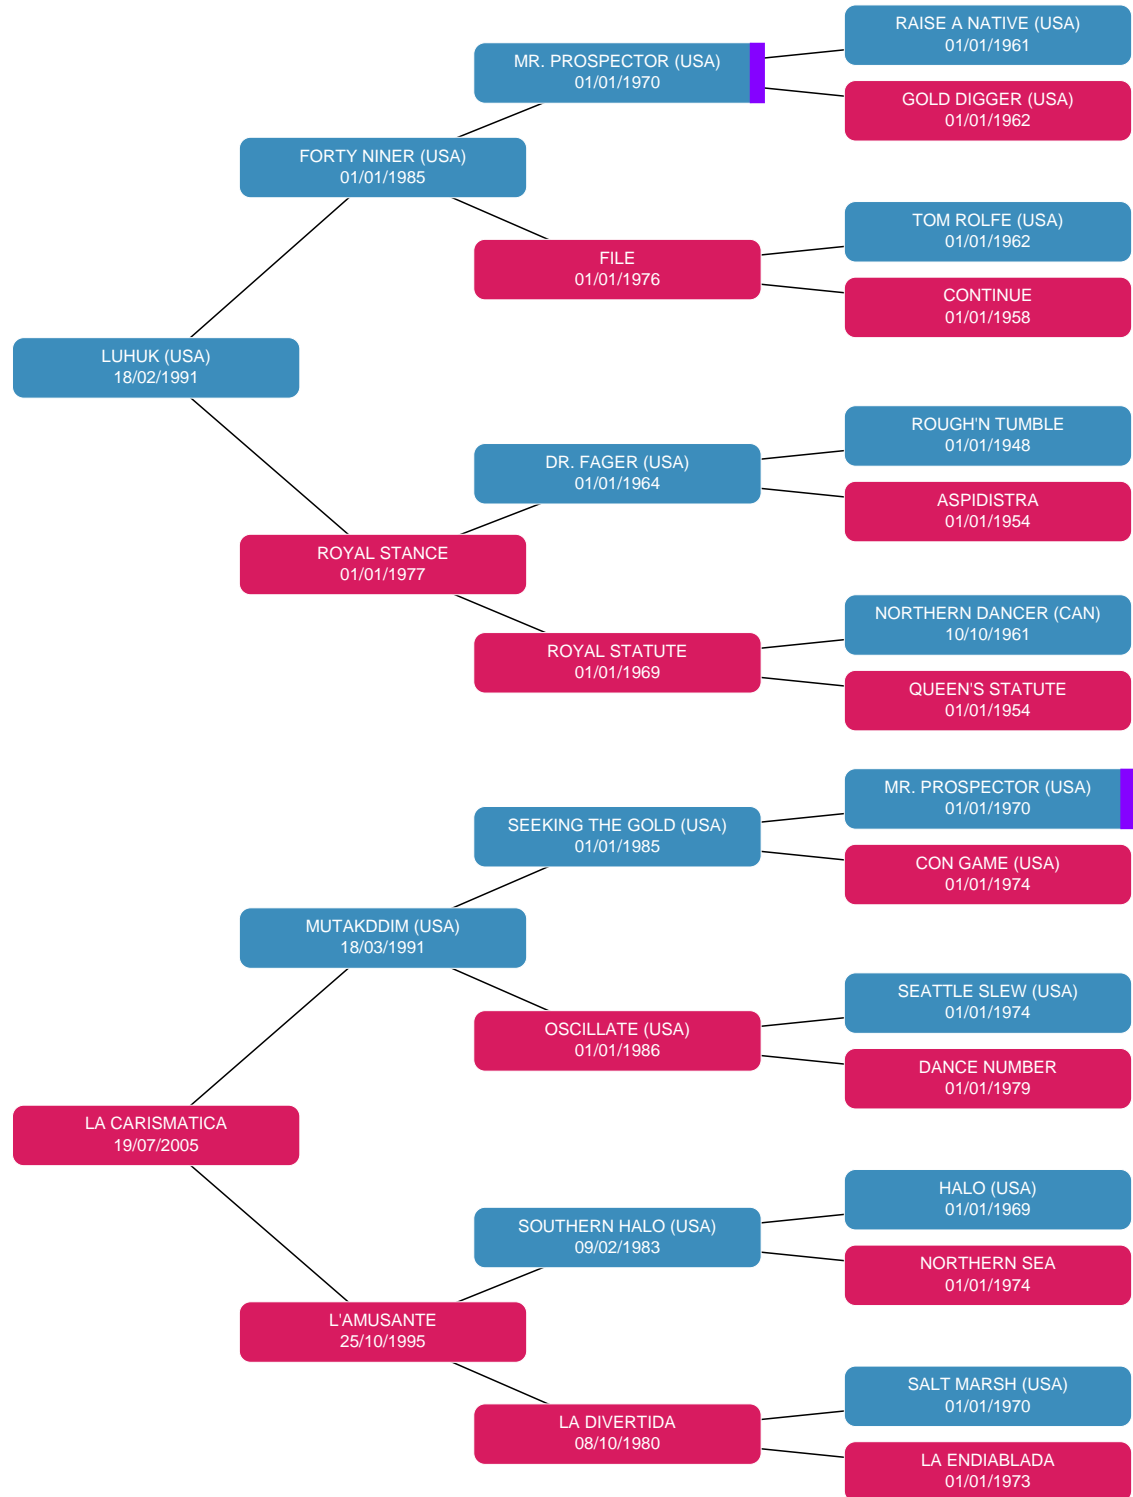 RAISE A NATIVE (USA)
01/01/1961
MR. PROSPECTOR (USA)
01/01/1970
GOLD DIGGER (USA)
01/01/1962
FORTY NINER (USA)
01/01/1985
TOM ROLFE (USA)
01/01/1962
FILE
01/01/1976
CONTINUE
01/01/1958
LUHUK (USA)
18/02/1991
ROUGH'N TUMBLE
01/01/1948
DR. FAGER (USA)
01/01/1964
ASPIDISTRA
01/01/1954
ROYAL STANCE
01/01/1977
NORTHERN DANCER (CAN)
10/10/1961
ROYAL STATUTE
01/01/1969
QUEEN'S STATUTE
01/01/1954
MR. PROSPECTOR (USA)
01/01/1970
SEEKING THE GOLD (USA)
01/01/1985
CON GAME (USA)
01/01/1974
MUTAKDDIM (USA)
18/03/1991
SEATTLE SLEW (USA)
01/01/1974
OSCILLATE (USA)
01/01/1986
DANCE NUMBER
01/01/1979
LA CARISMATICA
19/07/2005
HALO (USA)
01/01/1969
SOUTHERN HALO (USA)
09/02/1983
NORTHERN SEA
01/01/1974
L'AMUSANTE
25/10/1995
SALT MARSH (USA)
01/01/1970
LA DIVERTIDA
08/10/1980
LA ENDIABLADA
01/01/1973